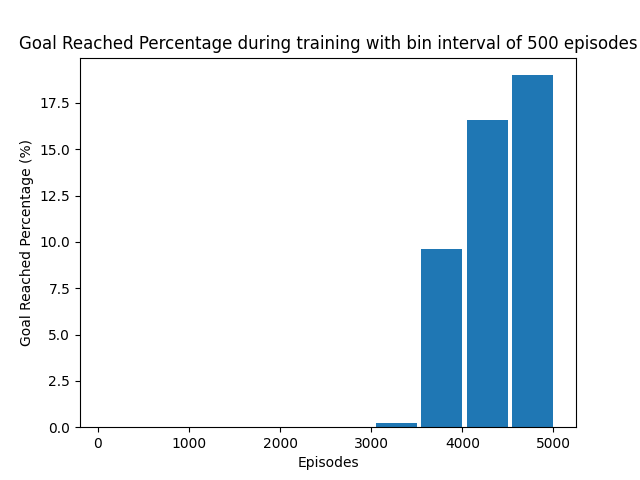 Goal Reached Percentage during training with bin interval of 500 episodes
Goal Reached Percentage (%)
17.5
15.0
12.5
10.0
7.5
5.0
2.5
0.0
0 1000 2000 3000 4000 5000
Episodes